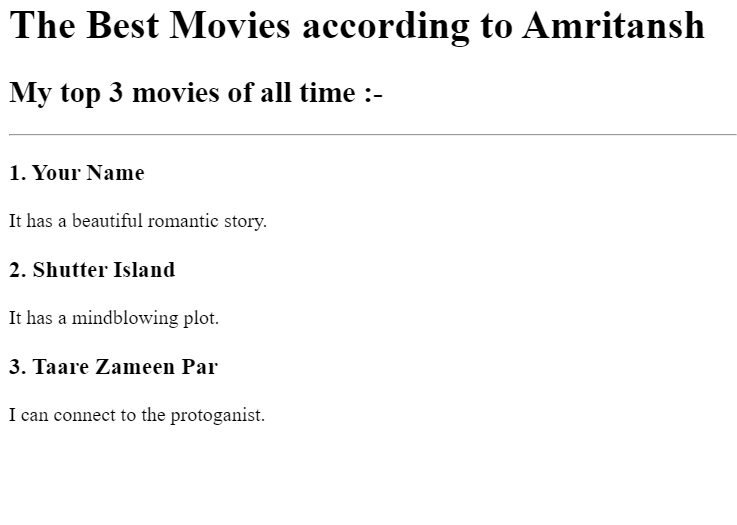 The Best Movies according to Amritansh
My top 3 movies of all time :-
1. Your Name
It has a beautiful romantic story.
2. Shutter Island
It has a mindblowing plot.
3. Taare Zameen Par
I can connect to the protoganist.